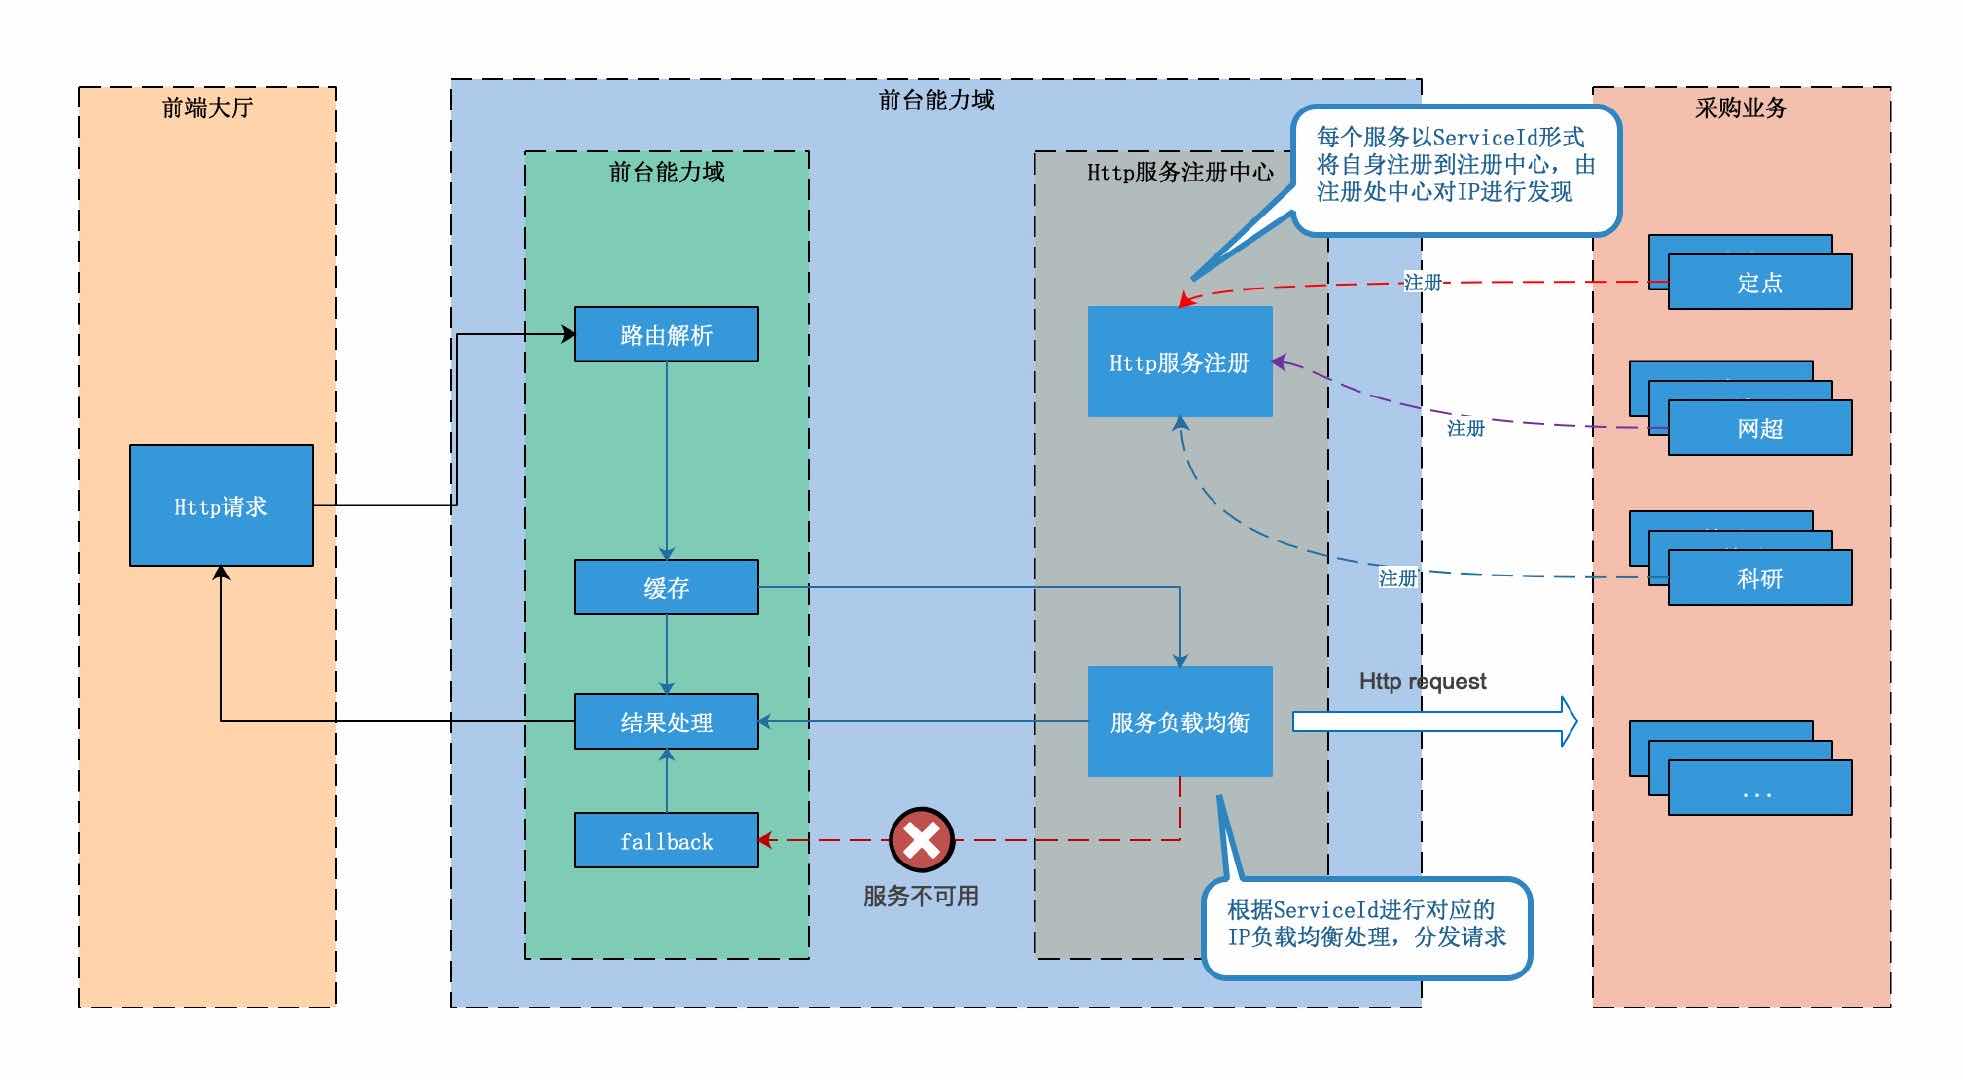 前端大厅
前台能力域
采购业务
前台能力域
Http服务注册中心
每个服务以ServiceId形式
将自身注册到注册中心，由
注册处中心对IP进行发现
注册
定点
路由解析
Http服务注册
注册
网超
Http请求
注册
科研
缓存
Http request
结果处理
服务负载均衡
...
fallback
服务不可用
根据ServiceId进行对应的
IP负载均衡处理，分发请求